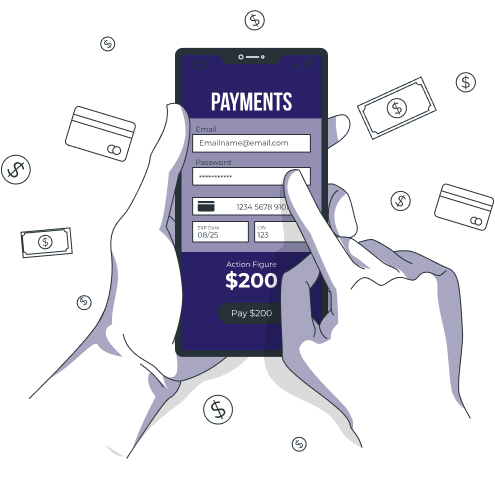 PAYMENTS
Email
Emailname@email.com
Password
***********
1234 5678 910
EXP Date
08/25
CW
123
Action Figure
$200
Pay $200